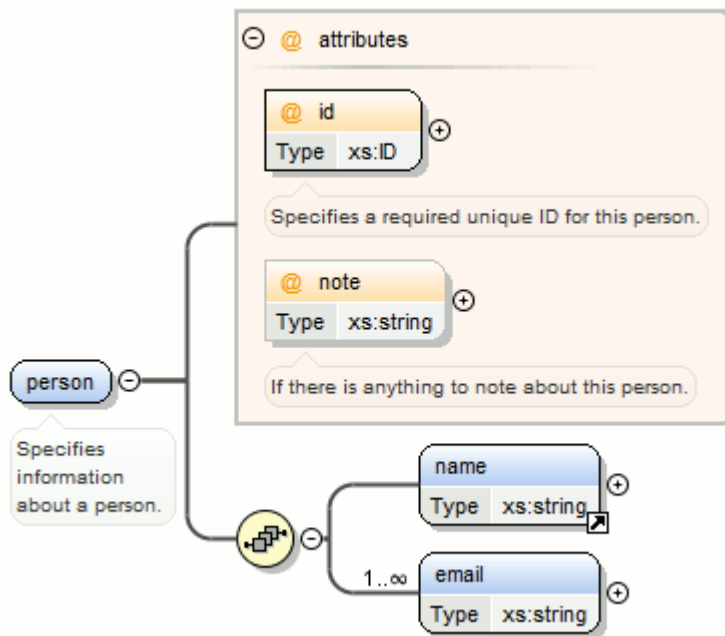 @ attributes
@ id
Type xs:ID
Specifies a required unique ID for this person.
@ note
Type xs:string
If there is anything to note about this person.
person
Specifies
information
about a person.
name
Type xs:string
1..∞
email
Type xs:string